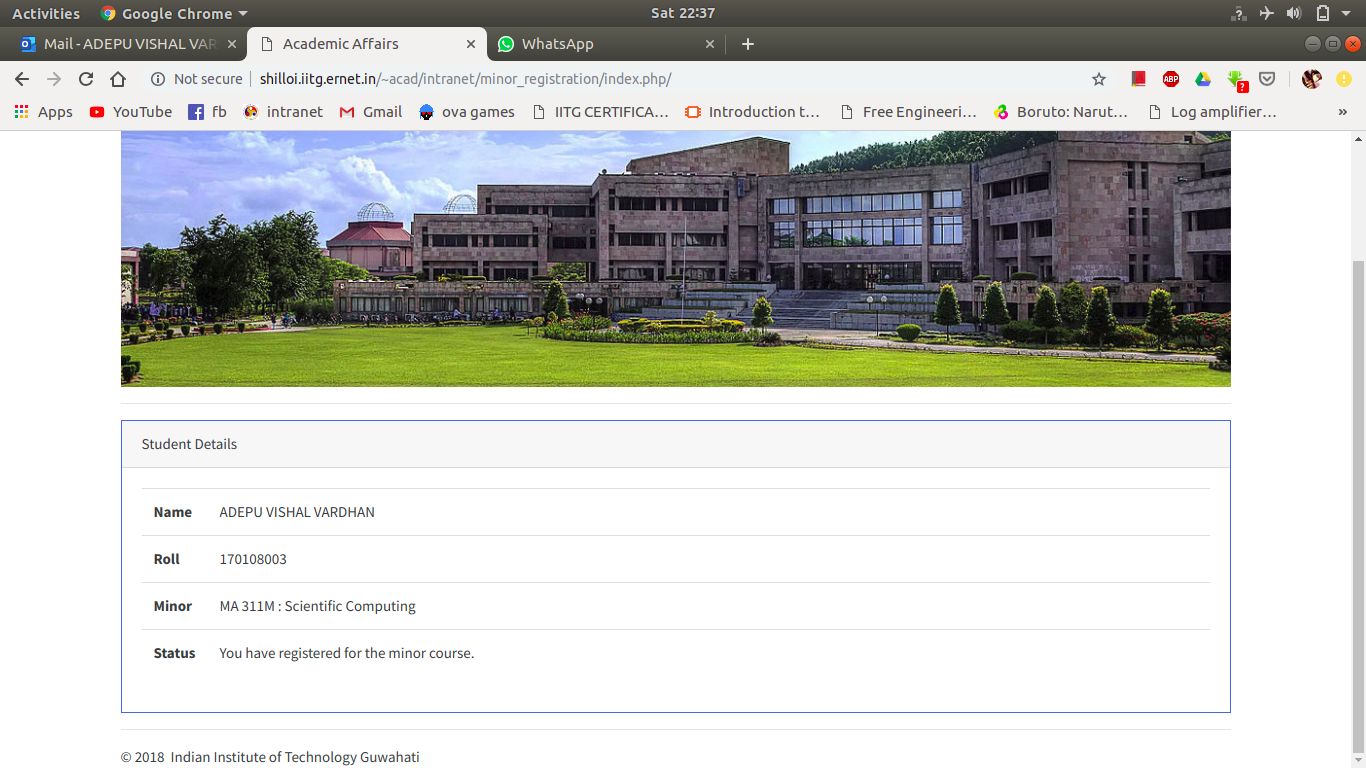 Activities Google Chrome Sat 22:37
Mail - ADEPU VISHAL VAR Academic Affairs WhatsApp
Not secure shilloi.iitg.ernet.in/~acad/intranet/minor_registration/index.php/
Apps YouTube fb intranet Gmail ova games IITG CERTIFICA... Introduction t... Free Engineeri... Boruto: Narut... Log amplifier... »
Student Details
Name ADEPU VISHAL VARDHAN
Roll 170108003
Minor MA 311M : Scientific Computing
Status You have registered for the minor course.
© 2018 Indian Institute of Technology Guwahati